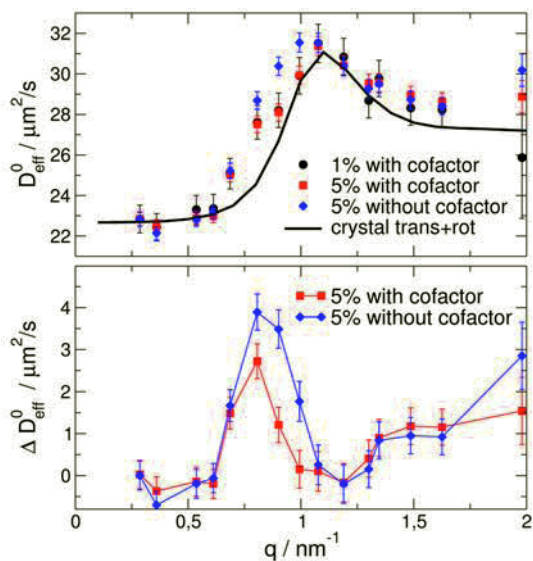 32
30
28
26
24
22
D⁰eff / μm²/s
1% with cofactor
5% with cofactor
5% without cofactor
crystal trans+rot
4
3
2
1
0
Δ D⁰eff / μm²/s
5% with cofactor
5% without cofactor
0 0,5 1 1,5 2
q / nm⁻¹